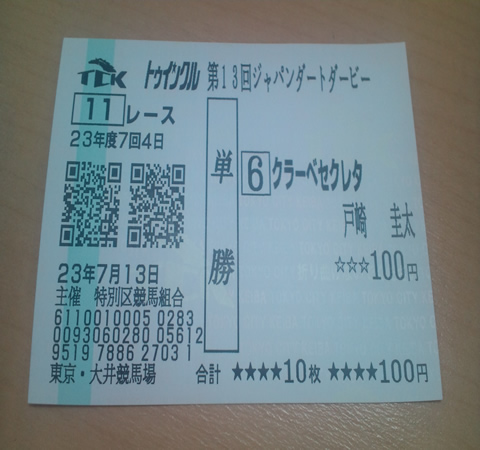 TCK トゥインクル 第13回ジャパンダートダービー
11レース
23年度7回4日
単勝
6 クラーベセクレタ
戸崎 圭太
☆☆☆100円
23年7月13日
主催 特別区競馬組合
6110010005 0283
0093060280 05612
9519 7886 2703 1
東京・大井競馬場
合計 ★★★★10枚 ★★★★100円